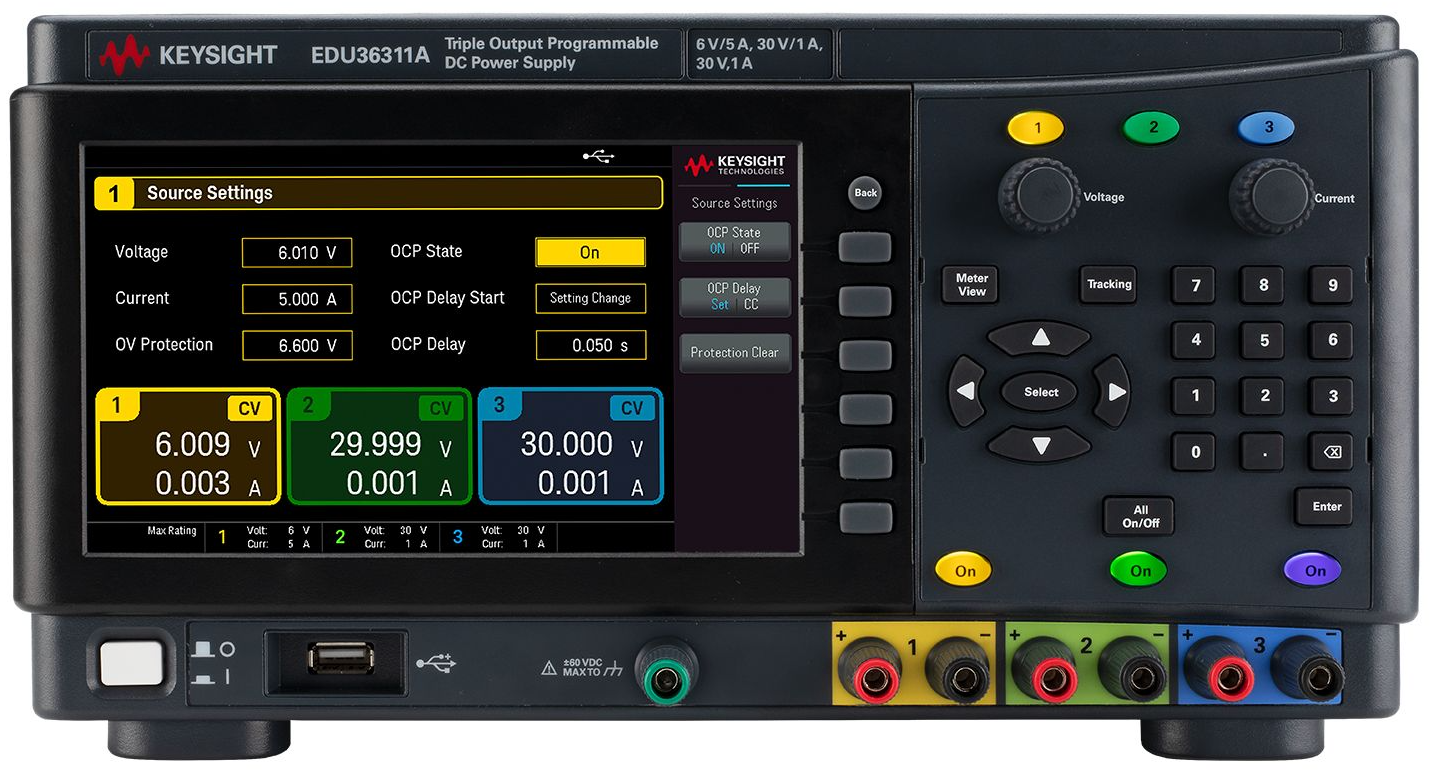 KEYSIGHT EDU36311A Triple Output Programmable DC Power Supply
6 V/5 A, 30 V/1 A,
30 V,1 A
KEYSIGHT
TECHNOLOGIES
1 Source Settings
Source Settings
Voltage 6.010 V OCP State On
Current 5.000 A OCP Delay Start Setting Change
OV Protection 6.600 V OCP Delay 0.050 s
OCP State
ON | OFF
OCP Delay
Set | CC
Protection Clear
1 CV
6.009 V
0.003 A
2 CV
29.999 V
0.001 A
3 CV
30.000 V
0.001 A
Max Rating
1 Volt: 6 V
Curr: 5 A
2 Volt: 30 V
Curr: 1 A
3 Volt: 30 V
Curr: 1 A
Back
1 2 3
Voltage Current
Meter
View
Tracking
7 8 9
4 5 6
1 2 3
0 .
Select
Enter
All
On/Off
On On On
±60 VDC
MAX TO
+ 1 −
+ 2 −
+ 3 −